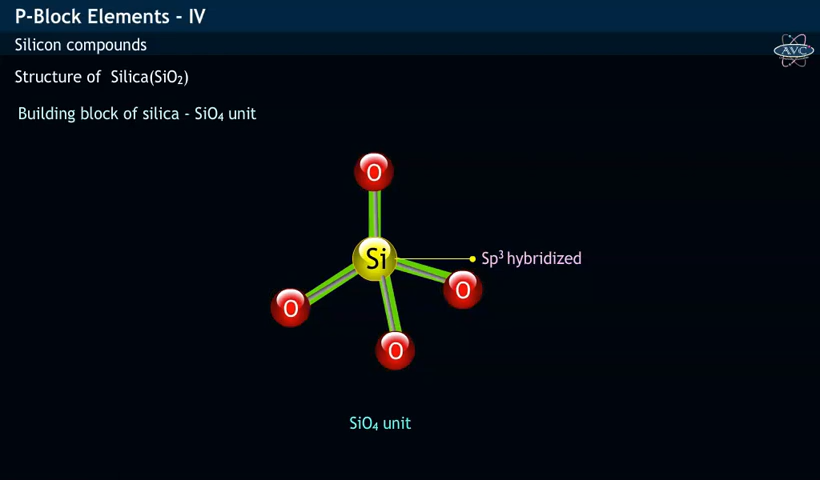 P-Block Elements - IV
Silicon compounds
AVC
Structure of Silica(SiO₂)
Building block of silica - SiO₄ unit
O
Si
Sp³ hybridized
O
O
O
SiO₄ unit